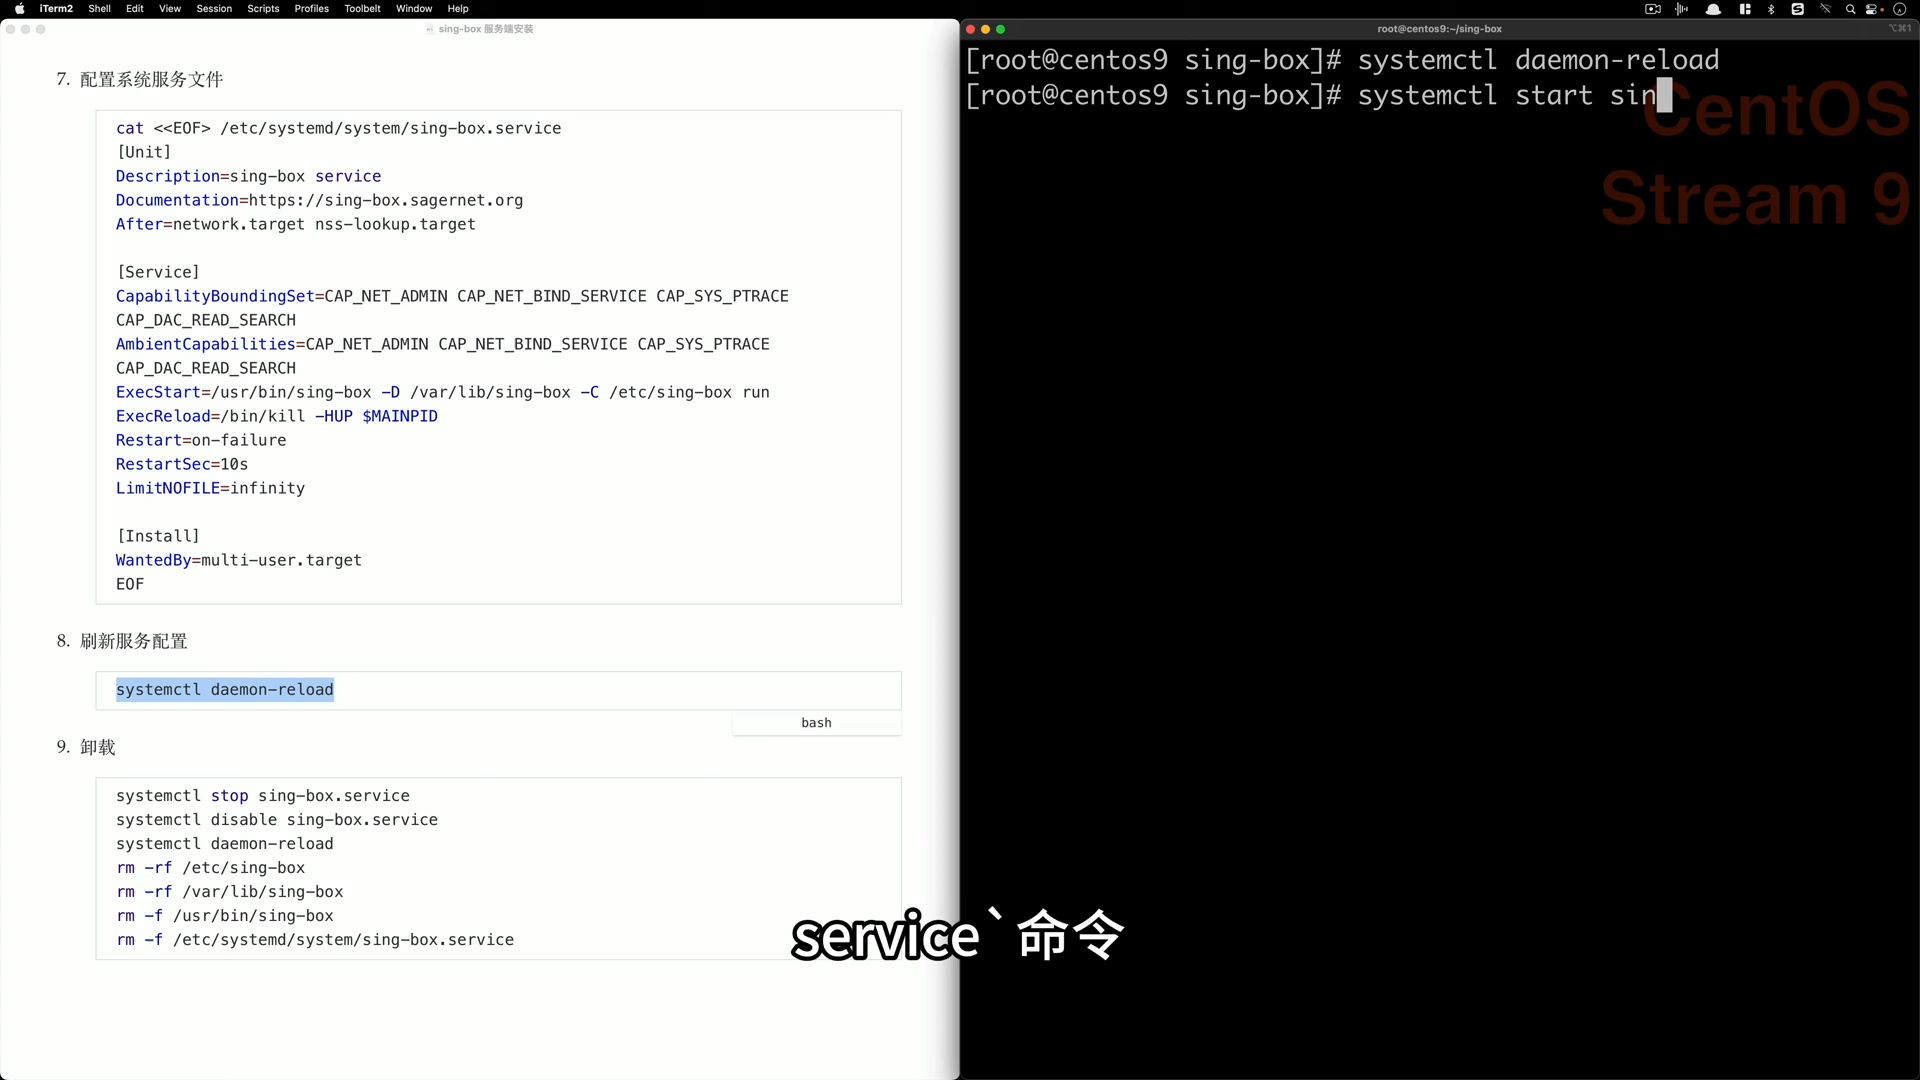 iTerm2 Shell Edit View Session Scripts Profiles Toolbelt Window Help
sing-box 服务端安装
7. 配置系统服务文件
cat <<EOF> /etc/systemd/system/sing-box.service
[Unit]
Description=sing-box service
Documentation=https://sing-box.sagernet.org
After=network.target nss-lookup.target
[Service]
CapabilityBoundingSet=CAP_NET_ADMIN CAP_NET_BIND_SERVICE CAP_SYS_PTRACE
CAP_DAC_READ_SEARCH
AmbientCapabilities=CAP_NET_ADMIN CAP_NET_BIND_SERVICE CAP_SYS_PTRACE
CAP_DAC_READ_SEARCH
ExecStart=/usr/bin/sing-box -D /var/lib/sing-box -C /etc/sing-box run
ExecReload=/bin/kill -HUP $MAINPID
Restart=on-failure
RestartSec=10s
LimitNOFILE=infinity
[Install]
WantedBy=multi-user.target
EOF
8. 刷新服务配置
systemctl daemon-reload
bash
9. 卸载
systemctl stop sing-box.service
systemctl disable sing-box.service
systemctl daemon-reload
rm -rf /etc/sing-box
rm -rf /var/lib/sing-box
rm -f /usr/bin/sing-box
rm -f /etc/systemd/system/sing-box.service
root@centos9:~/sing-box
⌥⌘1
[root@centos9 sing-box]# systemctl daemon-reload
[root@centos9 sing-box]# systemctl start sin
CentOS
Stream 9
service`命令